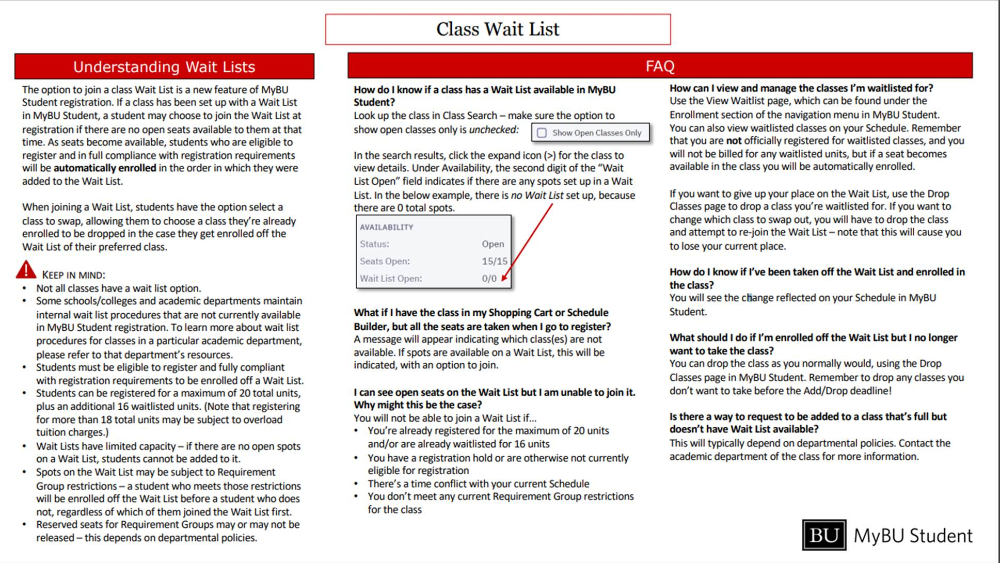 Class Wait List
Understanding Wait Lists
The option to join a class Wait List is a new feature of MyBU
Student registration. If a class has been set up with a Wait List
in MyBU Student, a student may choose to join the Wait List at
registration if there are no open seats available to them at that
time. As seats become available, students who are eligible to
register and in full compliance with registration requirements
will be automatically enrolled in the order in which they were
added to the Wait List.
When joining a Wait List, students have the option select a
class to swap, allowing them to choose a class they're already
enrolled to be dropped in the case they get enrolled off the
Wait List of their preferred class.
! KEEP IN MIND:
• Not all classes have a wait list option.
• Some schools/colleges and academic departments maintain
internal wait list procedures that are not currently available
in MyBU Student registration. To learn more about wait list
procedures for classes in a particular academic department,
please refer to that department's resources.
• Students must be eligible to register and fully compliant
with registration requirements to be enrolled off a Wait List.
• Students can be registered for a maximum of 20 total units,
plus an additional 16 waitlisted units. (Note that registering
for more than 18 total units may be subject to overload
tuition charges.)
• Wait Lists have limited capacity – if there are no open spots
on a Wait List, students cannot be added to it.
• Spots on the Wait List may be subject to Requirement
Group restrictions – a student who meets those restrictions
will be enrolled off the Wait List before a student who does
not, regardless of which of them joined the Wait List first.
• Reserved seats for Requirement Groups may or may not be
released – this depends on departmental policies.
FAQ
How do I know if a class has a Wait List available in MyBU
Student?
Look up the class in Class Search – make sure the option to
show open classes only is unchecked:
Show Open Classes Only
In the search results, click the expand icon (>) for the class to
view details. Under Availability, the second digit of the “Wait
List Open” field indicates if there are any spots set up in a Wait
List. In the below example, there is no Wait List set up, because
there are 0 total spots.
AVAILABILITY
Status: Open
Seats Open: 15/15
Wait List Open: 0/0
What if I have the class in my Shopping Cart or Schedule
Builder, but all the seats are taken when I go to register?
A message will appear indicating which class(es) are not
available. If spots are available on a Wait List, this will be
indicated, with an option to join.
I can see open seats on the Wait List but I am unable to join it.
Why might this be the case?
You will not be able to join a Wait List if...
• You're already registered for the maximum of 20 units
and/or are already waitlisted for 16 units
• You have a registration hold or are otherwise not currently
eligible for registration
• There's a time conflict with your current Schedule
• You don't meet any current Requirement Group restrictions
for the class
How can I view and manage the classes I'm waitlisted for?
Use the View Waitlist page, which can be found under the
Enrollment section of the navigation menu in MyBU Student.
You can also view waitlisted classes on your Schedule. Remember
that you are not officially registered for waitlisted classes, and you
will not be billed for any waitlisted units, but if a seat becomes
available in the class you will be automatically enrolled.
If you want to give up your place on the Wait List, use the Drop
Classes page to drop a class you're waitlisted for. If you want to
change which class to swap out, you will have to drop the class
and attempt to re-join the Wait List – note that this will cause you
to lose your current place.
How do I know if I've been taken off the Wait List and enrolled in
the class?
You will see the change reflected on your Schedule in MyBU
Student.
What should I do if I'm enrolled off the Wait List but I no longer
want to take the class?
You can drop the class as you normally would, using the Drop
Classes page in MyBU Student. Remember to drop any classes you
don't want to take before the Add/Drop deadline!
Is there a way to request to be added to a class that's full but
doesn't have Wait List available?
This will typically depend on departmental policies. Contact the
academic department of the class for more information.
BU MyBU Student